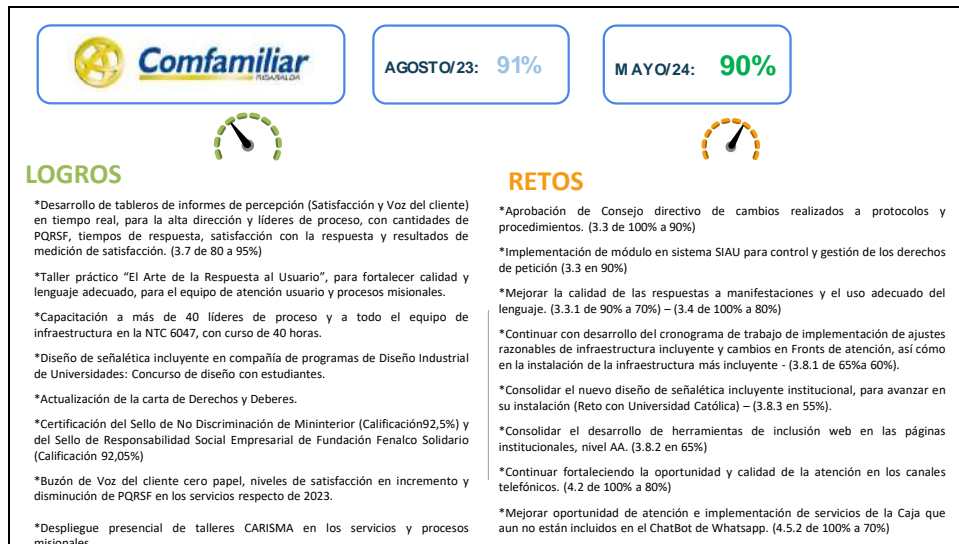 Comfamiliar
RISARALDA
AGOSTO/23: 91%
MAYO/24: 90%
LOGROS
*Desarrollo de tableros de informes de percepción (Satisfacción y Voz del cliente)
en tiempo real, para la alta dirección y líderes de proceso, con cantidades de
PQRSF, tiempos de respuesta, satisfacción con la respuesta y resultados de
medición de satisfacción. (3.7 de 80 a 95%)
*Taller práctico “El Arte de la Respuesta al Usuario”, para fortalecer calidad y
lenguaje adecuado, para el equipo de atención usuario y procesos misionales.
*Capacitación a más de 40 líderes de proceso y a todo el equipo de
infraestructura en la NTC 6047, con curso de 40 horas.
*Diseño de señalética incluyente en compañía de programas de Diseño Industrial
de Universidades: Concurso de diseño con estudiantes.
*Actualización de la carta de Derechos y Deberes.
*Certificación del Sello de No Discriminación de Mininterior (Calificación92,5%) y
del Sello de Responsabilidad Social Empresarial de Fundación Fenalco Solidario
(Calificación 92,05%)
*Buzón de Voz del cliente cero papel, niveles de satisfacción en incremento y
disminución de PQRSF en los servicios respecto de 2023.
*Despliegue presencial de talleres CARISMA en los servicios y procesos
misionales
RETOS
*Aprobación de Consejo directivo de cambios realizados a protocolos y
procedimientos. (3.3 de 100% a 90%)
*Implementación de módulo en sistema SIAU para control y gestión de los derechos
de petición (3.3 en 90%)
*Mejorar la calidad de las respuestas a manifestaciones y el uso adecuado del
lenguaje. (3.3.1 de 90% a 70%) – (3.4 de 100% a 80%)
*Continuar con desarrollo del cronograma de trabajo de implementación de ajustes
razonables de infraestructura incluyente y cambios en Fronts de atención, así cómo
en la instalación de la infraestructura más incluyente - (3.8.1 de 65%a 60%).
*Consolidar el nuevo diseño de señalética incluyente institucional, para avanzar en
su instalación (Reto con Universidad Católica) – (3.8.3 en 55%).
*Consolidar el desarrollo de herramientas de inclusión web en las páginas
institucionales, nivel AA. (3.8.2 en 65%)
*Continuar fortaleciendo la oportunidad y calidad de la atención en los canales
telefónicos. (4.2 de 100% a 80%)
*Mejorar oportunidad de atención e implementación de servicios de la Caja que
aun no están incluidos en el ChatBot de Whatsapp. (4.5.2 de 100% a 70%)